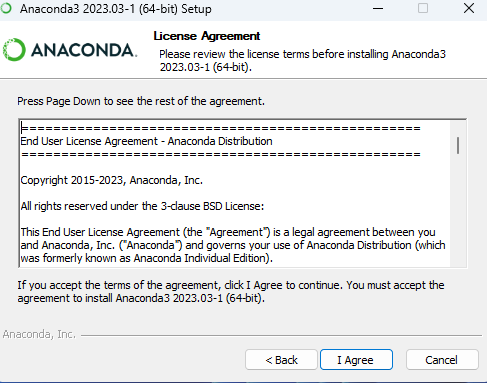 Anaconda3 2023.03-1 (64-bit) Setup
ANACONDA.
License Agreement
Please review the license terms before installing Anaconda3
2023.03-1 (64-bit).
Press Page Down to see the rest of the agreement.
====================================================
End User License Agreement - Anaconda Distribution
====================================================
Copyright 2015-2023, Anaconda, Inc.
All rights reserved under the 3-clause BSD License:
This End User License Agreement (the "Agreement") is a legal agreement between you
and Anaconda, Inc. ("Anaconda") and governs your use of Anaconda Distribution (which
was formerly known as Anaconda Individual Edition).
If you accept the terms of the agreement, click I Agree to continue. You must accept the
agreement to install Anaconda3 2023.03-1 (64-bit).
Anaconda, Inc.
< Back
I Agree
Cancel